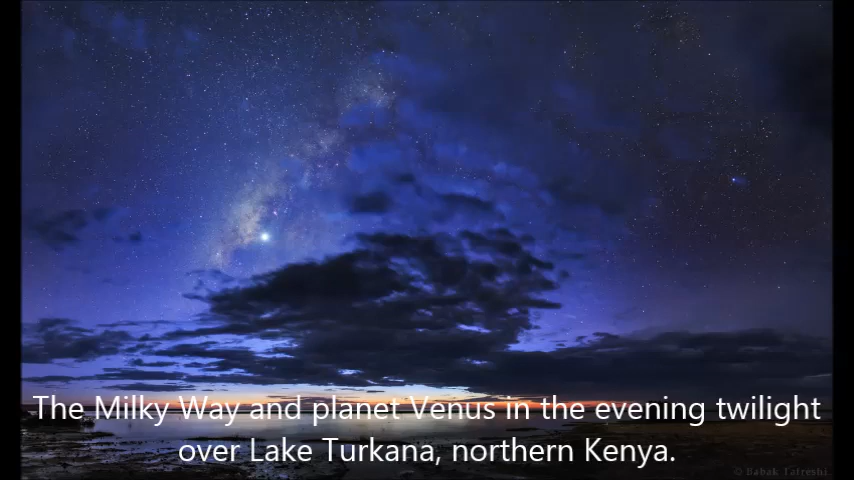 The Milky Way and planet Venus in the evening twilight
over Lake Turkana, northern Kenya.
© Babak Tafreshi